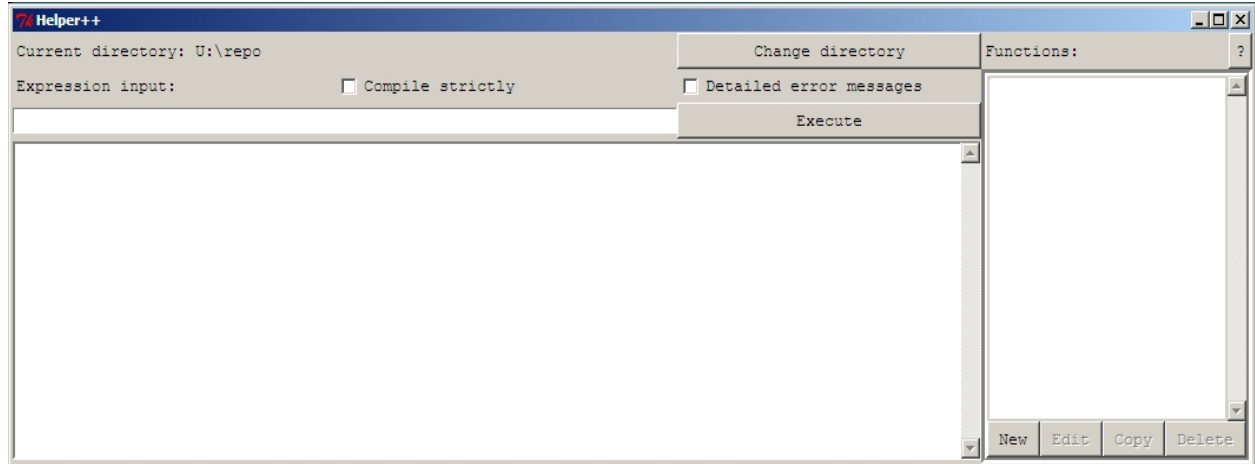 Helper++
Current directory: U:\repo
Change directory
Functions:
?
Expression input:
Compile strictly
Detailed error messages
Execute
New
Edit
Copy
Delete